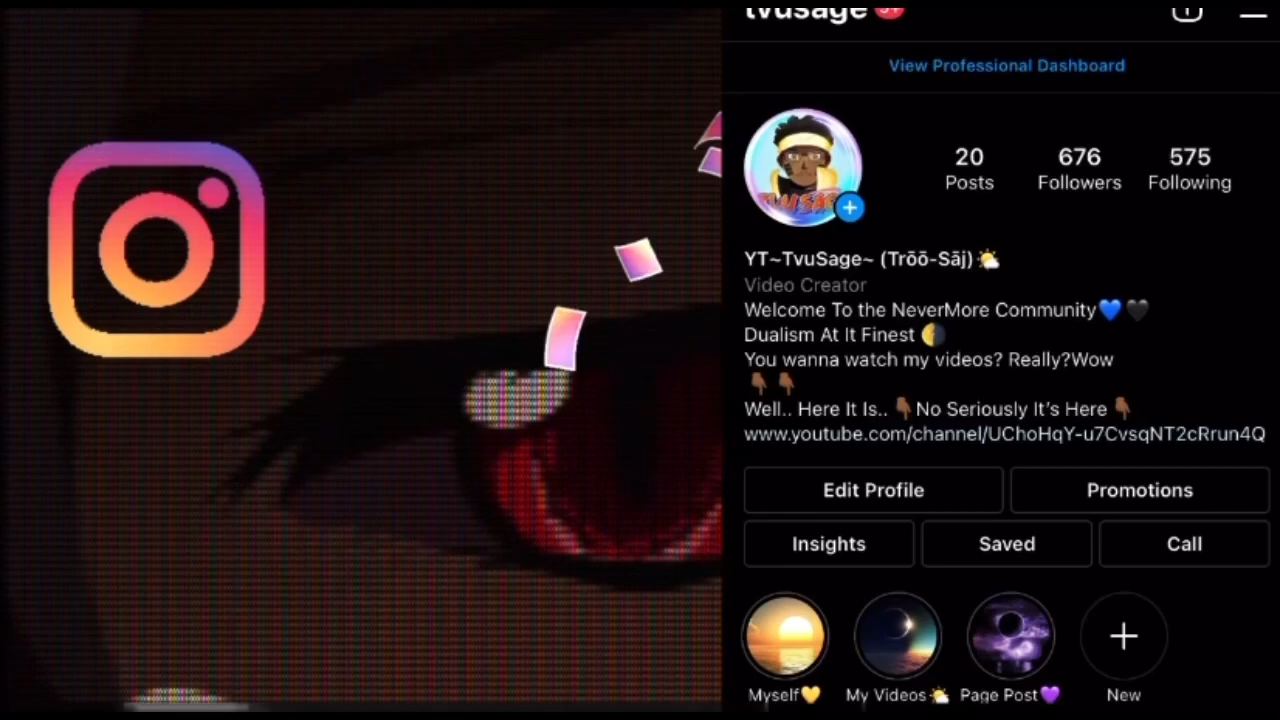 tvusage 9+
View Professional Dashboard
20 676 575
Posts Followers Following
YT~TvuSage~ (Trōō-Sāj)🌤️
Video Creator
Welcome To the NeverMore Community💙🖤
Dualism At It Finest 🌗
You wanna watch my videos? Really?Wow
👇🏾👇🏾
Well.. Here It Is.. 👇🏾No Seriously It’s Here 👇🏾
www.youtube.com/channel/UChoHqY-u7CvsqNT2cRrun4Q
Edit Profile Promotions
Insights Saved Call
Myself💛 My Videos🌤️ Page Post💜 New